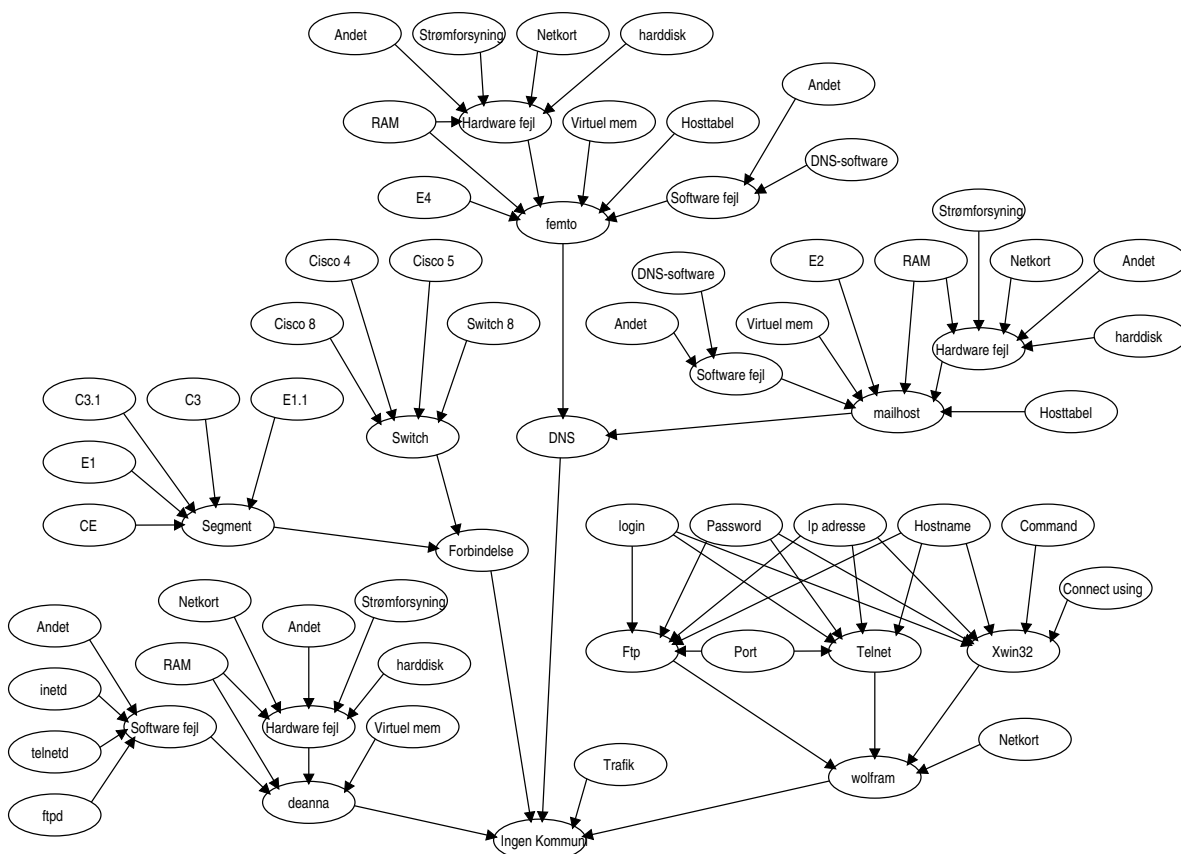 Andet
Strømforsyning
Netkort
harddisk
Andet
RAM
Hardware fejl
Virtuel mem
Hosttabel
DNS-software
E4
Software fejl
femto
Strømforsyning
Cisco 4
Cisco 5
DNS-software
E2
RAM
Netkort
Andet
Cisco 8
Switch 8
Andet
Virtuel mem
Hardware fejl
harddisk
Software fejl
C3.1
C3
E1.1
mailhost
Hosttabel
Switch
DNS
E1
CE
Segment
login
Password
Ip adresse
Hostname
Command
Forbindelse
Connect using
Netkort
Strømforsyning
Andet
Andet
RAM
harddisk
Ftp
Port
Telnet
Xwin32
inetd
Software fejl
Hardware fejl
Virtuel mem
Netkort
telnetd
Trafik
wolfram
deanna
ftpd
Ingen Kommuni